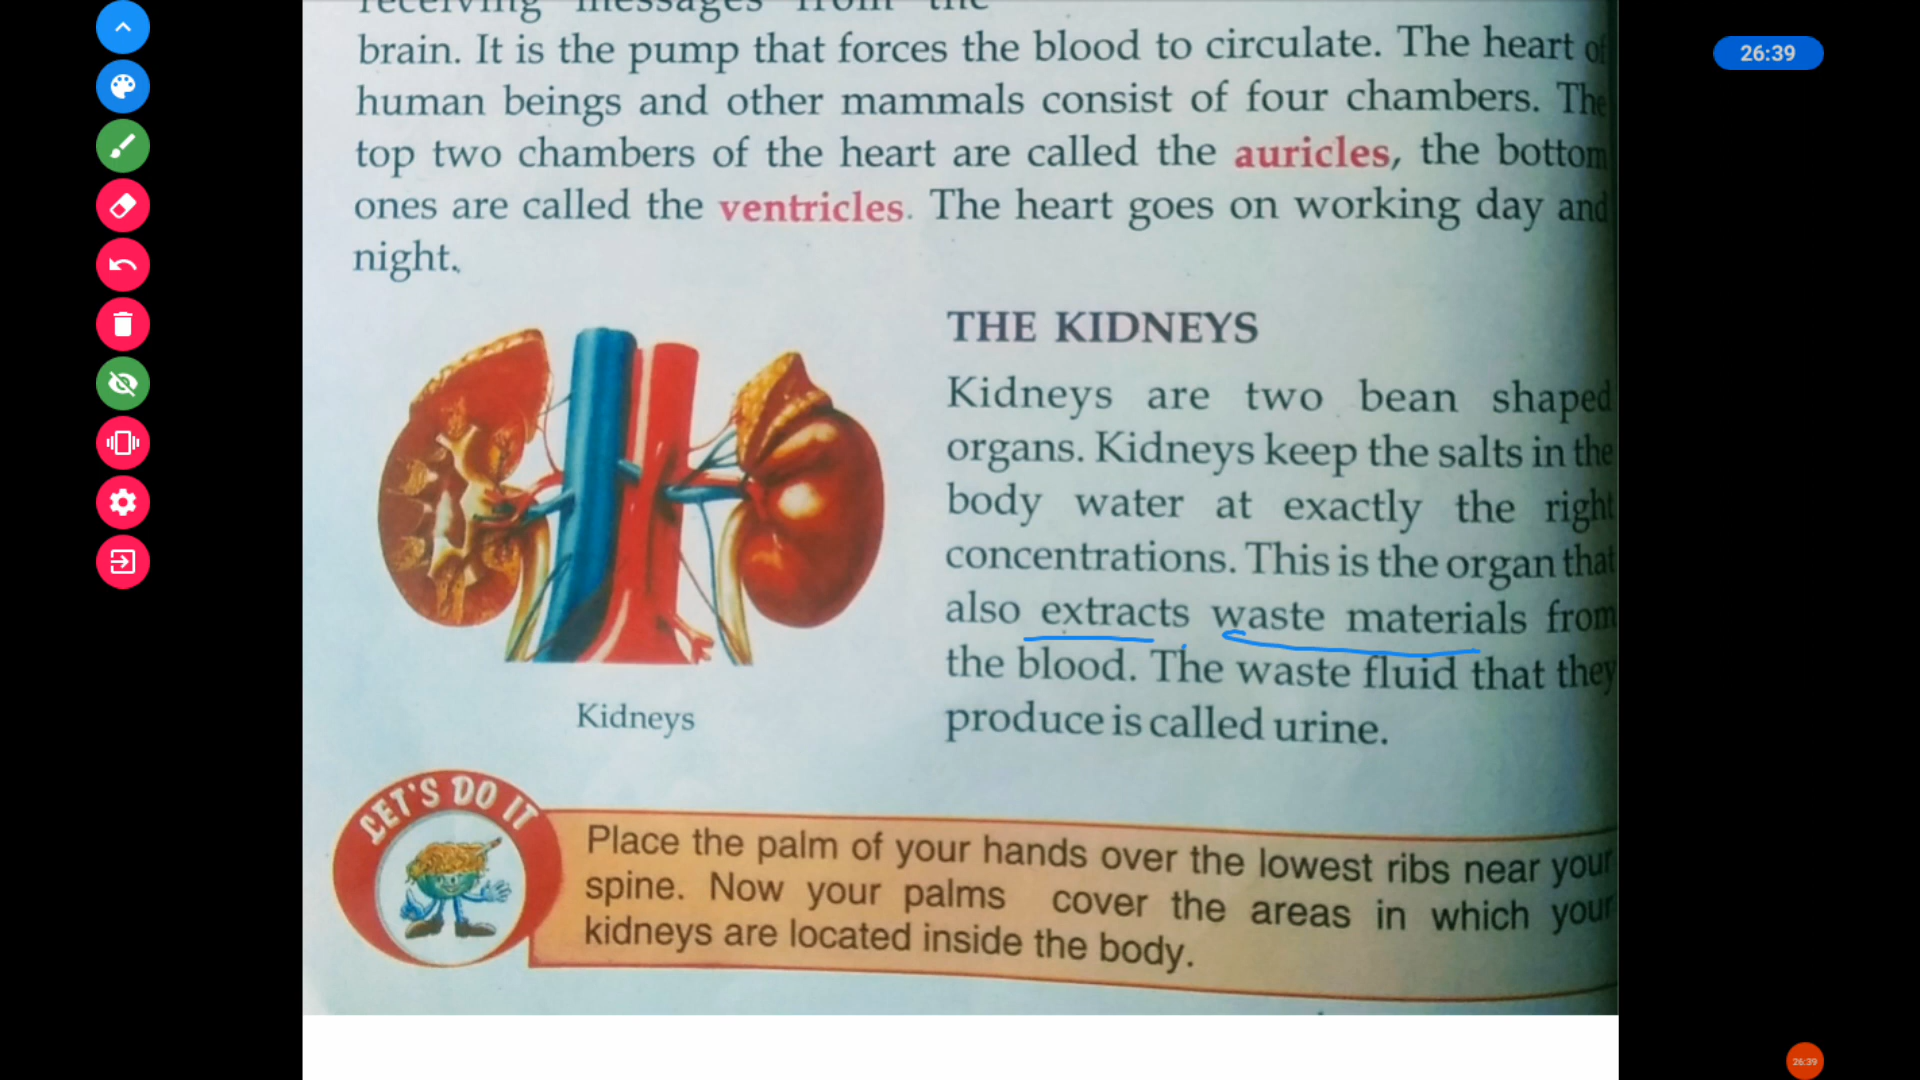 26:39
receiving messages from the
brain. It is the pump that forces the blood to circulate. The heart of
human beings and other mammals consist of four chambers. The
top two chambers of the heart are called the auricles, the bottom
ones are called the ventricles. The heart goes on working day and
night.
THE KIDNEYS
Kidneys are two bean shaped
organs. Kidneys keep the salts in the
body water at exactly the right
concentrations. This is the organ that
also extracts waste materials from
the blood. The waste fluid that they
produce is called urine.
Kidneys
LET'S DO IT
Place the palm of your hands over the lowest ribs near your
spine. Now your palms cover the areas in which your
kidneys are located inside the body.
26:39